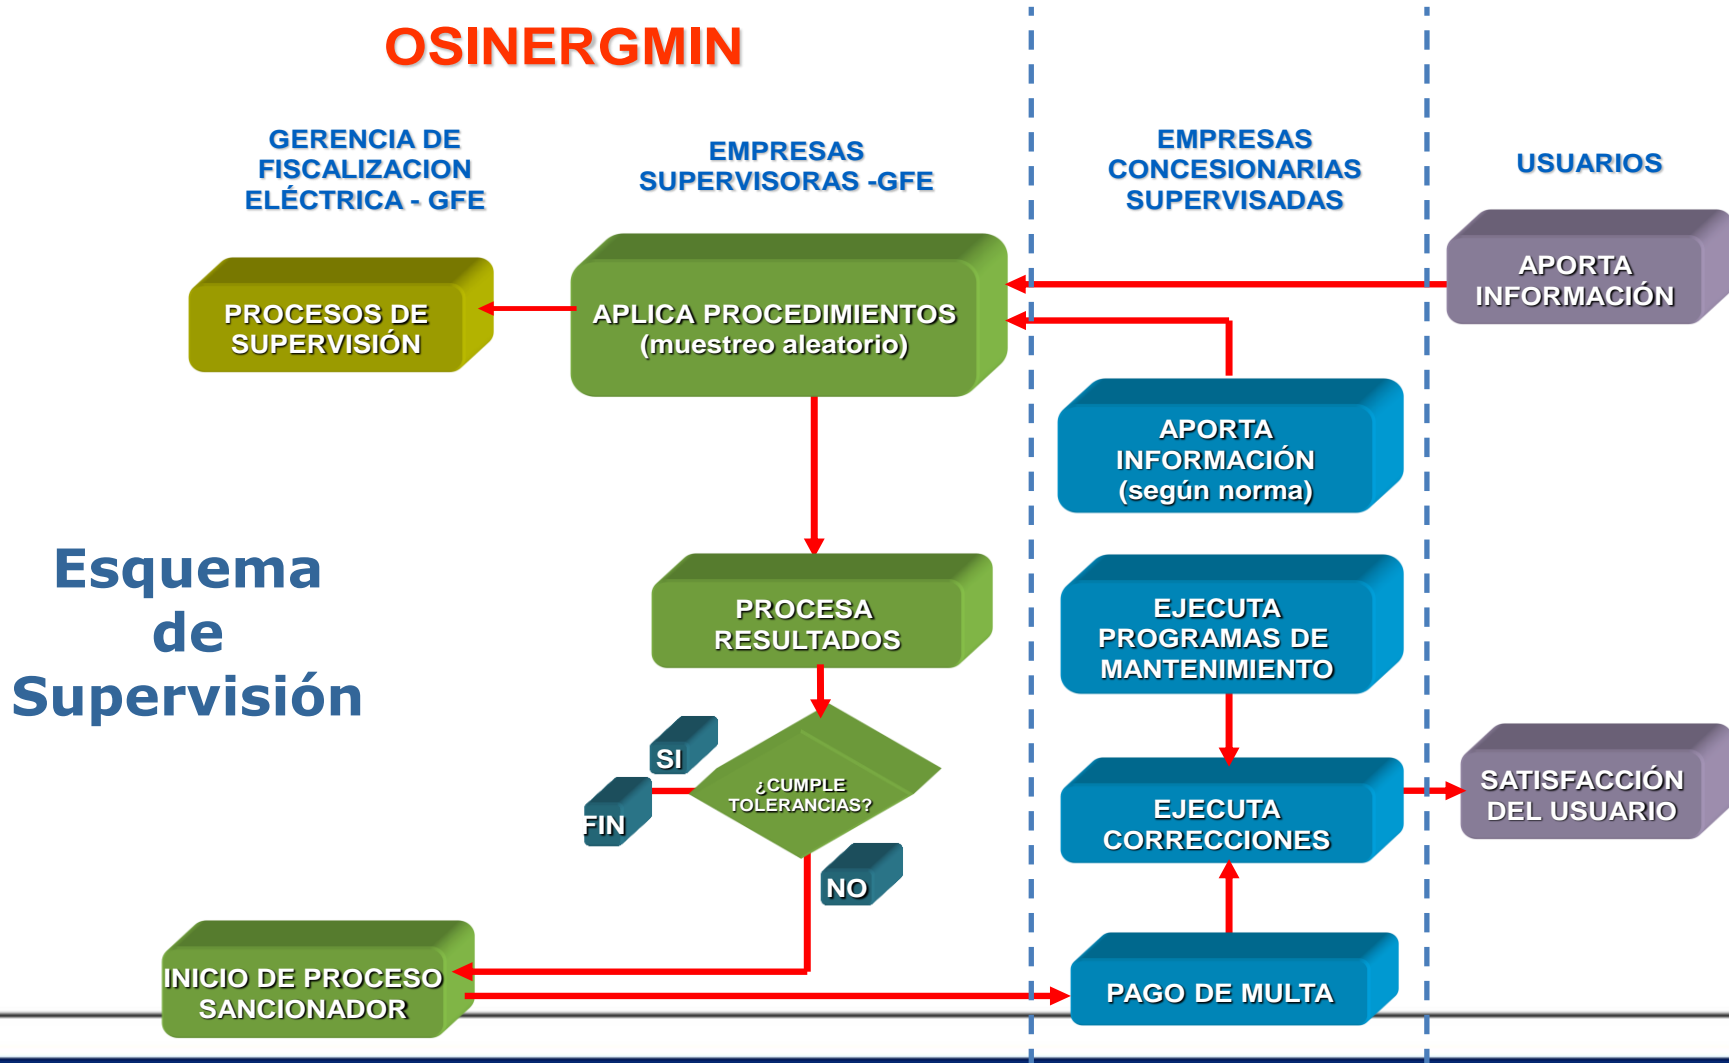 OSINERGMIN
GERENCIA DE
FISCALIZACION
ELÉCTRICA - GFE
EMPRESAS
SUPERVISORAS -GFE
EMPRESAS
CONCESIONARIAS
SUPERVISADAS
USUARIOS
PROCESOS DE
SUPERVISIÓN
APLICA PROCEDIMIENTOS
(muestreo aleatorio)
APORTA
INFORMACIÓN
APORTA
INFORMACIÓN
(según norma)
Esquema
de
Supervisión
PROCESA
RESULTADOS
EJECUTA
PROGRAMAS DE
MANTENIMIENTO
SI
FIN
¿CUMPLE
TOLERANCIAS?
NO
EJECUTA
CORRECCIONES
SATISFACCIÓN
DEL USUARIO
INICIO DE PROCESO
SANCIONADOR
PAGO DE MULTA